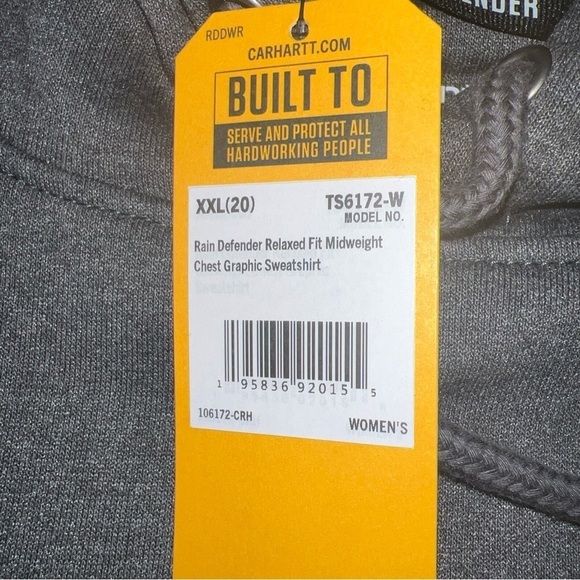 ENDER
RDDWR
CARHARTT.COM
BUILT TO
SERVE AND PROTECT ALL
HARDWORKING PEOPLE
XXL(20) TS6172-W
MODEL NO.
Rain Defender Relaxed Fit Midweight
Chest Graphic Sweatshirt
1 95836 92015 5
106172-CRH
WOMEN'S